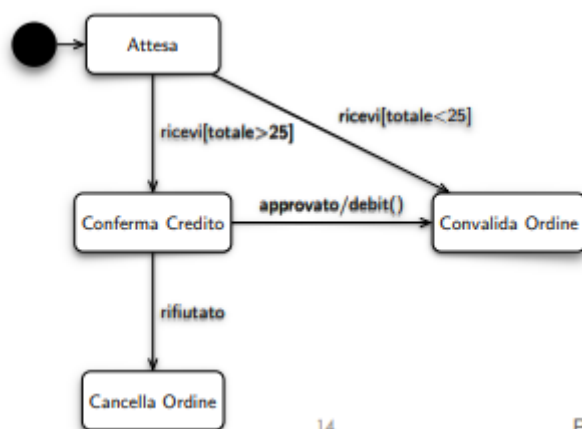 Attesa
ricevi[totale<25]
ricevi[totale>25]
Conferma Credito
approvato/debit()
Convalida Ordine
rifiutato
Cancella Ordine
14